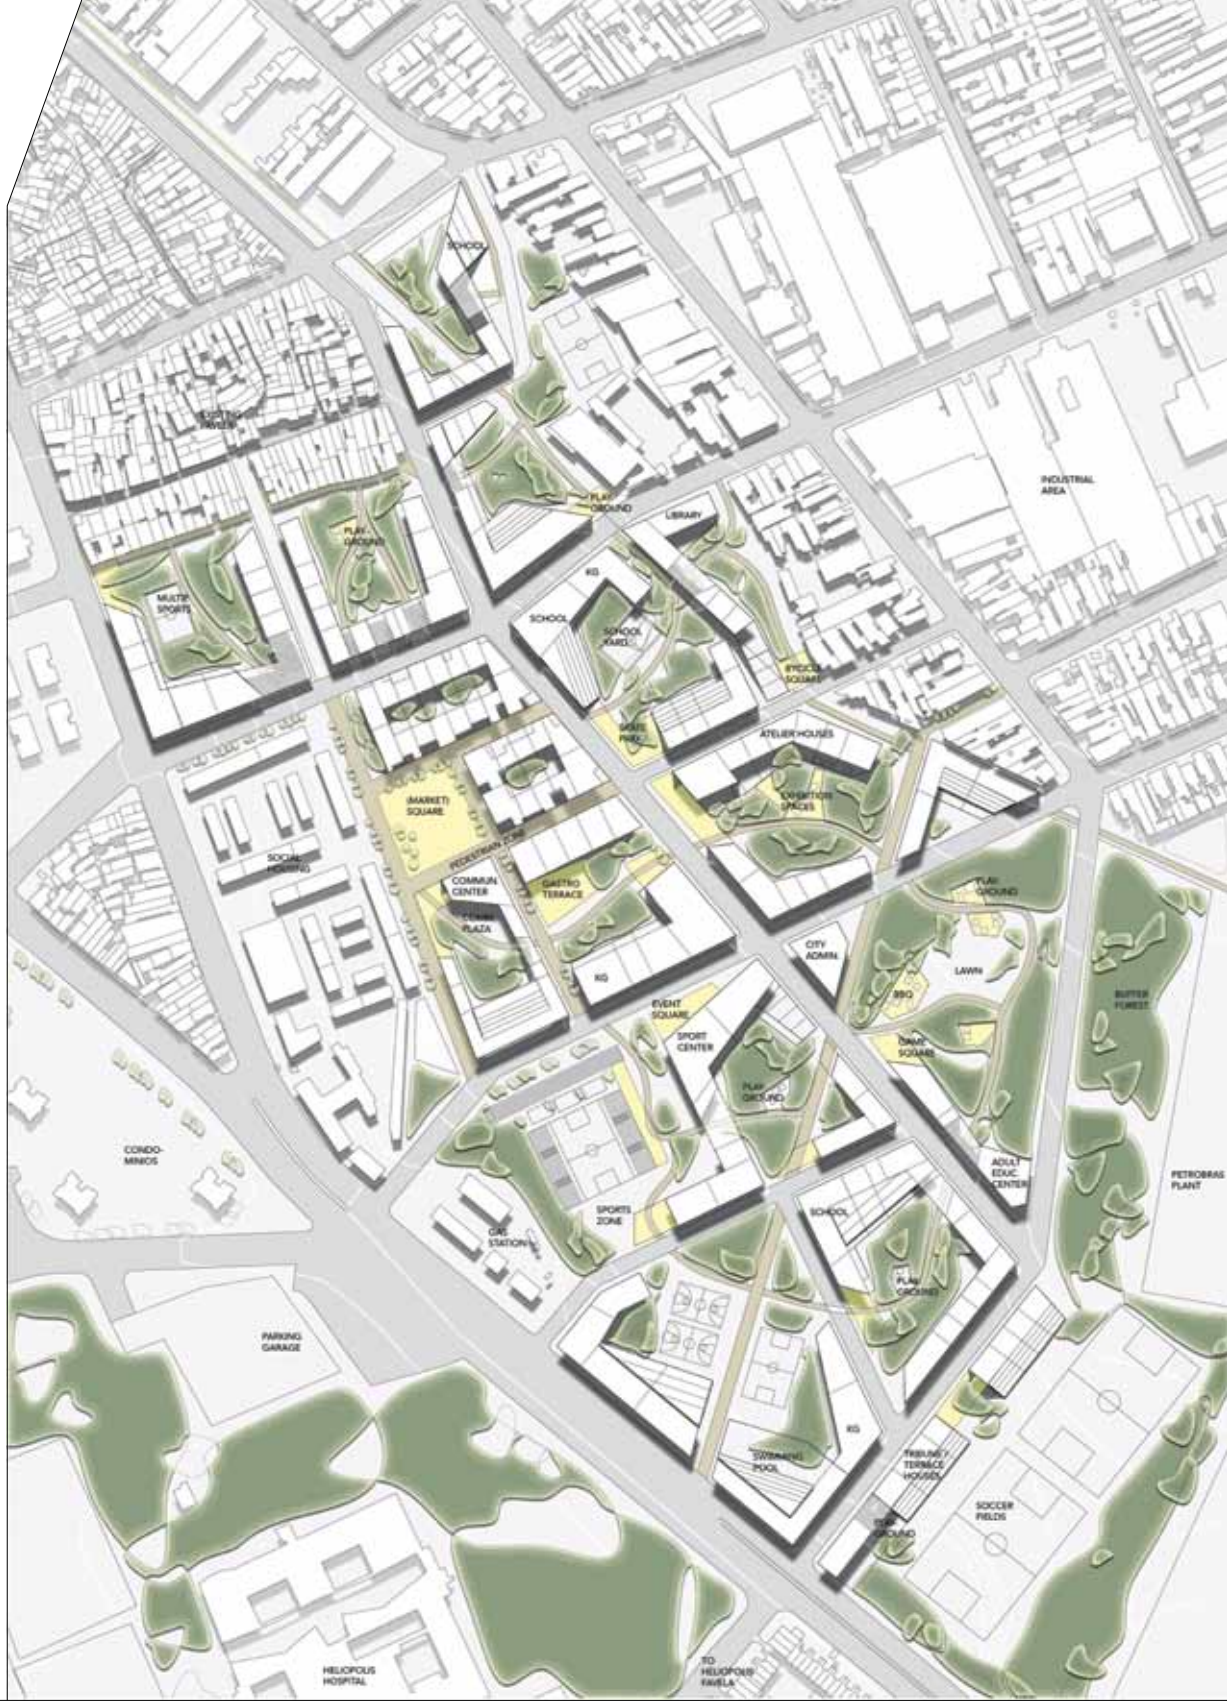 SCHOOL
EXISTING
FAVELA
INDUSTRIAL
AREA
PLAY-
GROUND
LIBRARY
PLAY-
GROUND
KG
MULTIP.
SPORTS
SCHOOL
SCHOOL
YARD
BYCICLE
SQUARE
SKATE
PARK
ATELIER HOUSES
(MARKET)
SQUARE
EXHIBITION
SPACES
PEDESTRIAN ZONE
SOCIAL
HOUSING
COMMUN.
CENTER
GASTRO
TERRACE
PLAY-
GROUND
COMM.
PLAZA
CITY
ADMIN.
LAWN
KG
BBQ
BUFFER
FOREST
EVENT
SQUARE
SPORT
CENTER
GAME
SQUARE
PLAY-
GROUND
CONDO-
MINIOS
ADULT
EDUC.
CENTER
PETROBRAS
PLANT
SPORTS
ZONE
SCHOOL
GAS
STATION
PLAY-
GROUND
PARKING
GARAGE
KG
SWIMMING
POOL
TRIBUNE /
TERRACE
HOUSES
SOCCER
FIELDS
PLAY-
GROUND
HELIOPOLIS
HOSPITAL
TO
HELIOPOLIS
FAVELA